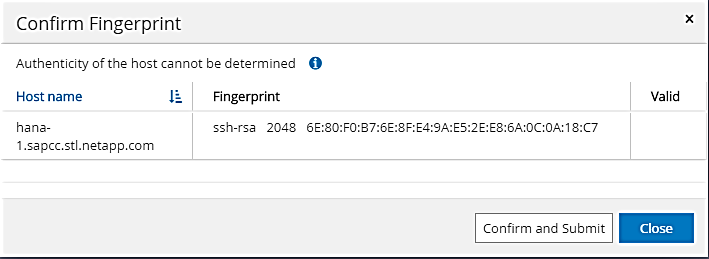 Confirm Fingerprint
×
Authenticity of the host cannot be determined
Host name Fingerprint Valid
hana-
1.sapcc.stl.netapp.com
ssh-rsa 2048 6E:80:F0:B7:6E:8F:E4:9A:E5:2E:E8:6A:0C:0A:18:C7
Confirm and Submit Close